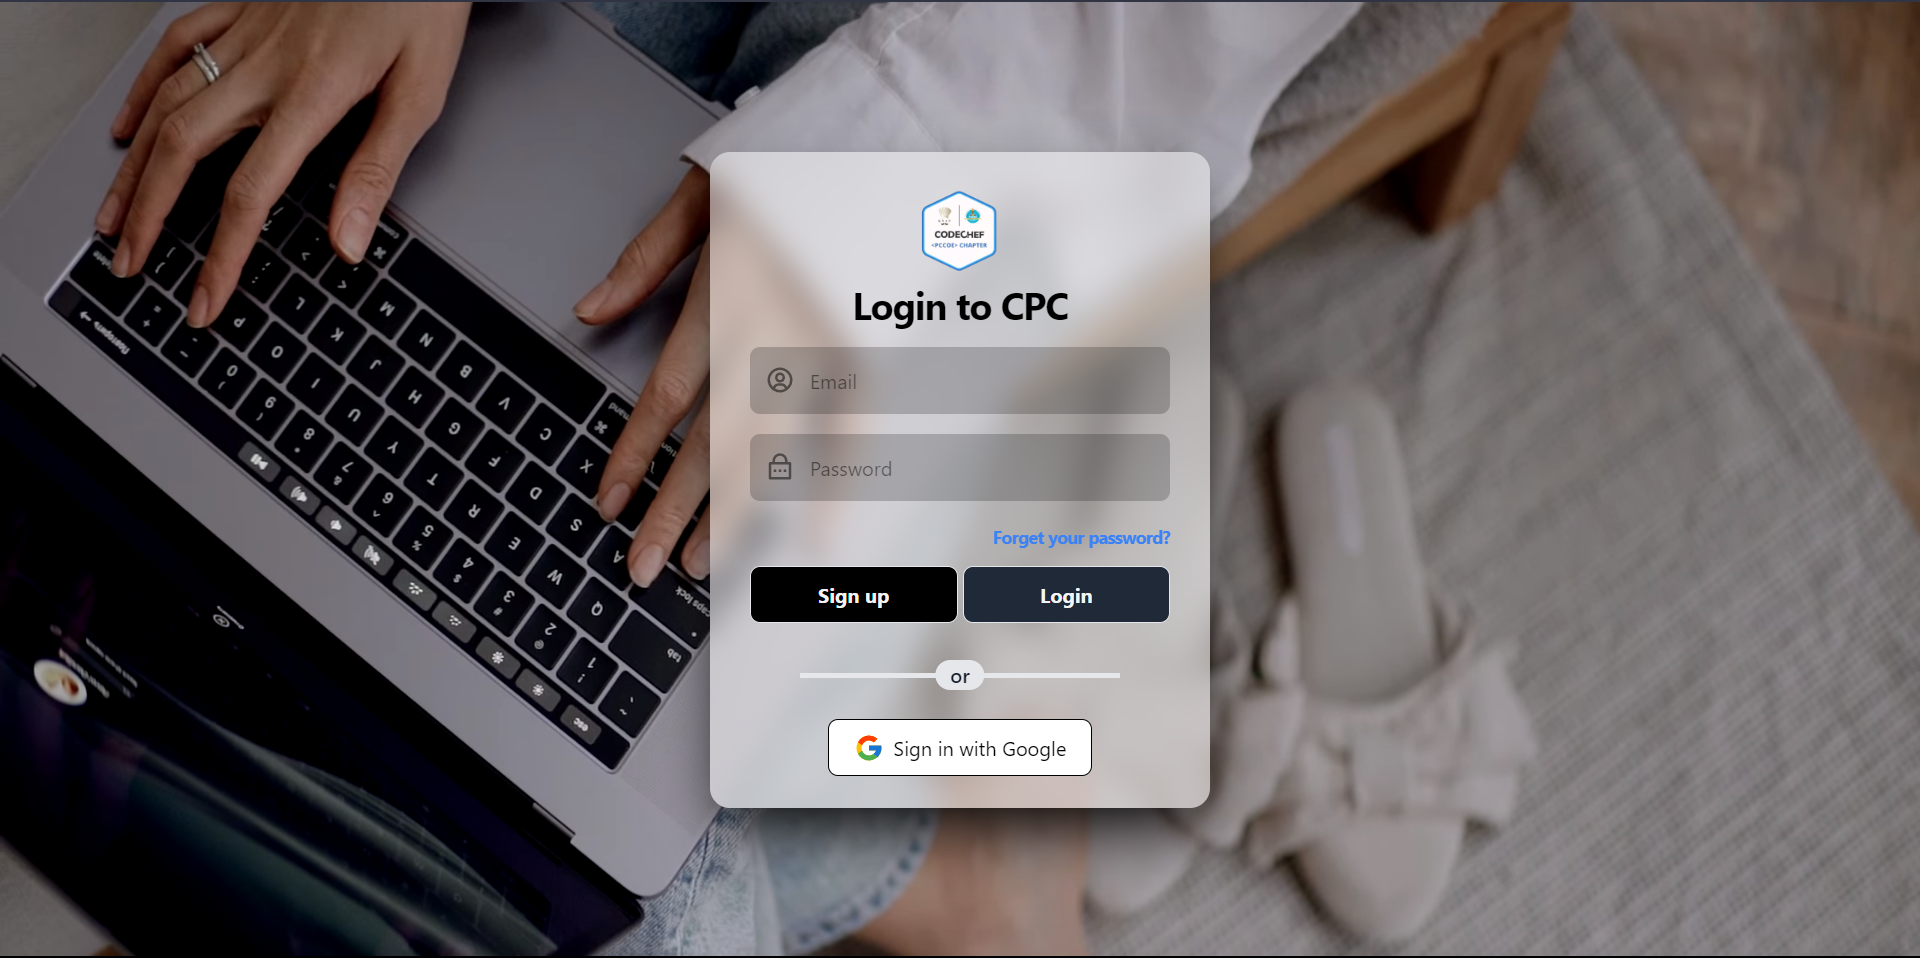 CODECHEF
<PCCOE> CHAPTER
Login to CPC
Email
Password
Forget your password?
Sign up
Login
or
Sign in with Google